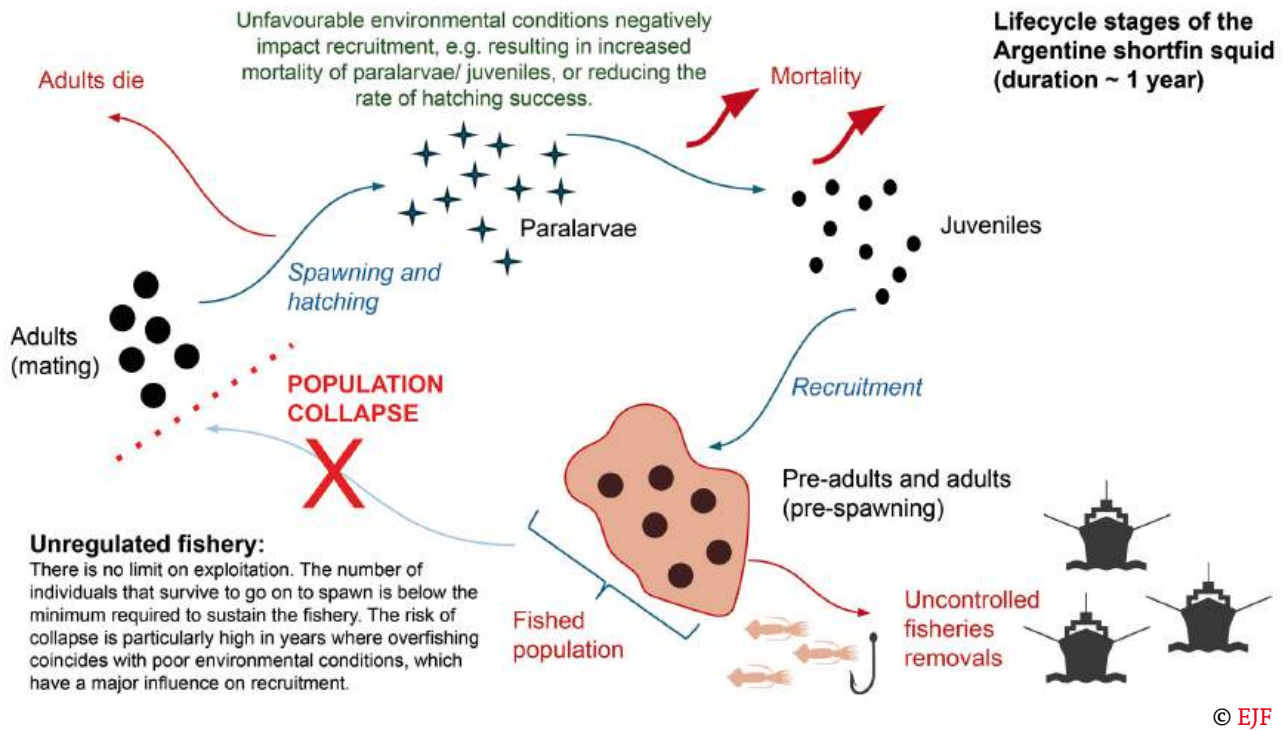 Lifecycle stages of the
Argentine shortfin squid
(duration ~ 1 year)
Unfavourable environmental conditions negatively
impact recruitment, e.g. resulting in increased
mortality of paralarvae/ juveniles, or reducing the
rate of hatching success.
Adults die
Mortality
Paralarvae
Juveniles
Spawning and
hatching
Adults
(mating)
POPULATION
COLLAPSE
X
Recruitment
Pre-adults and adults
(pre-spawning)
Unregulated fishery:
There is no limit on exploitation. The number of
individuals that survive to go on to spawn is below the
minimum required to sustain the fishery. The risk of
collapse is particularly high in years where overfishing
coincides with poor environmental conditions, which
have a major influence on recruitment.
Fished
population
Uncontrolled
fisheries
removals
© EJF